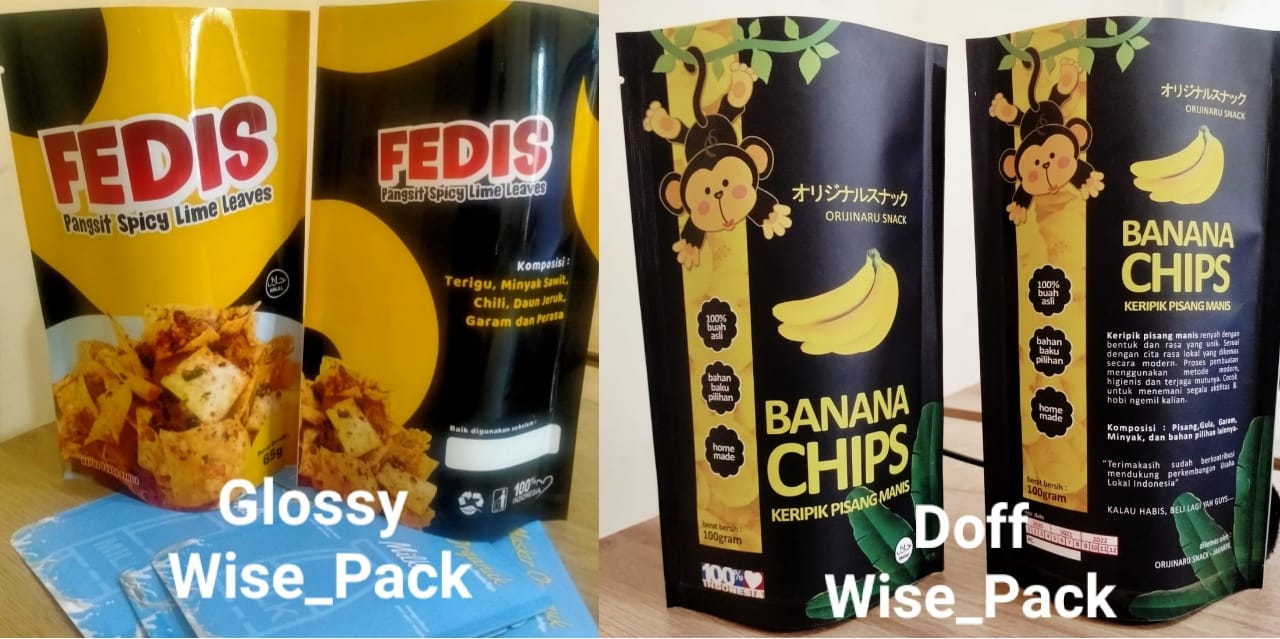 FEDIS
Pangsit Spicy Lime Leaves
HALAL
65g
FEDIS
Pangsit Spicy Lime Leaves
Komposisi :
Terigu, Minyak Sawit,
Chili, Daun Jeruk,
Garam dan Perasa
Baik digunakan sebelum :
100%
INDONESIA
Glossy
Wise_Pack
オリジナルスナック
ORIJINARU SNACK
100%
buah
asli
bahan
baku
pilihan
home
made
BANANA
CHIPS
KERIPIK PISANG MANIS
berat bersih :
100gram
100%
INDONESIA
オリジナルスナック
ORIJINARU SNACK
BANANA
CHIPS
KERIPIK PISANG MANIS
100%
buah
asli
bahan
baku
pilihan
home
made
Keripik pisang manis renyah dengan
bentuk dan rasa yang unik. Sesuai
dengan cita rasa lokal yang dikemas
secara modern. Proses pembuatan
menggunakan metode modern,
higienis dan terjaga mutunya. Cocok
untuk menemani segala aktifitas &
hobi ngemil kalian.
Komposisi : Pisang,Gula, Garam,
Minyak, dan bahan pilihan lainnya.
"Terimakasih sudah berkontribusi
mendukung perkembangan Usaha
Lokal Indonesia"
KALAU HABIS, BELI LAGI YAH GUYS....
berat bersih :
100gram
2021
2022
dikemas oleh :
ORIJINARU SNACK - JAKARTA
Doff
Wise_Pack